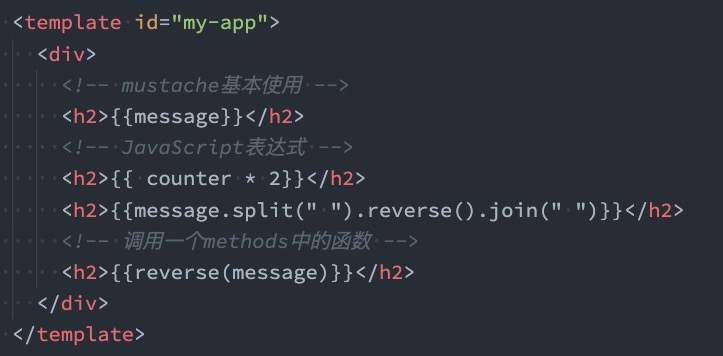 <template id="my-app">
<div>
<!-- mustache基本使用 -->
<h2>{{message}}</h2>
<!-- JavaScript表达式 -->
<h2>{{ counter * 2}}</h2>
<h2>{{message.split(" ").reverse().join(" ")}}</h2>
<!-- 调用一个methods中的函数 -->
<h2>{{reverse(message)}}</h2>
</div>
</template>